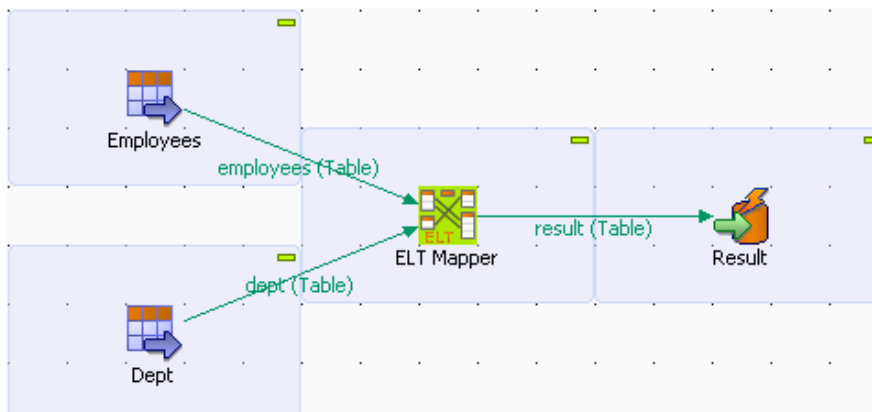 Employees
employees (Table)
ELT
ELT Mapper
result (Table)
Result
dept (Table)
Dept